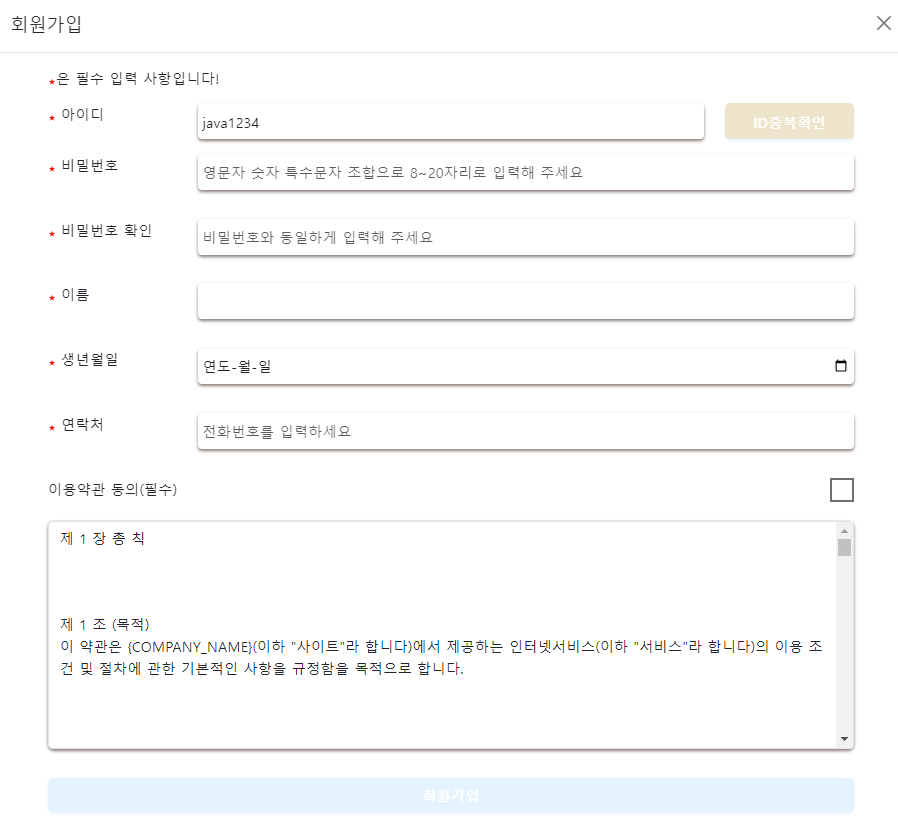 회원가입
*은 필수 입력 사항입니다!
* 아이디
java1234
ID중복확인
* 비밀번호
영문자 숫자 특수문자 조합으로 8~20자리로 입력해 주세요
* 비밀번호 확인
비밀번호와 동일하게 입력해 주세요
* 이름
* 생년월일
연도-월-일
* 연락처
전화번호를 입력하세요
이용약관 동의(필수)
제 1 장 총 칙
제 1 조 (목적)
이 약관은 {COMPANY_NAME}(이하 "사이트"라 합니다)에서 제공하는 인터넷서비스(이하 "서비스"라 합니다)의 이용 조
건 및 절차에 관한 기본적인 사항을 규정함을 목적으로 합니다.
회원가입